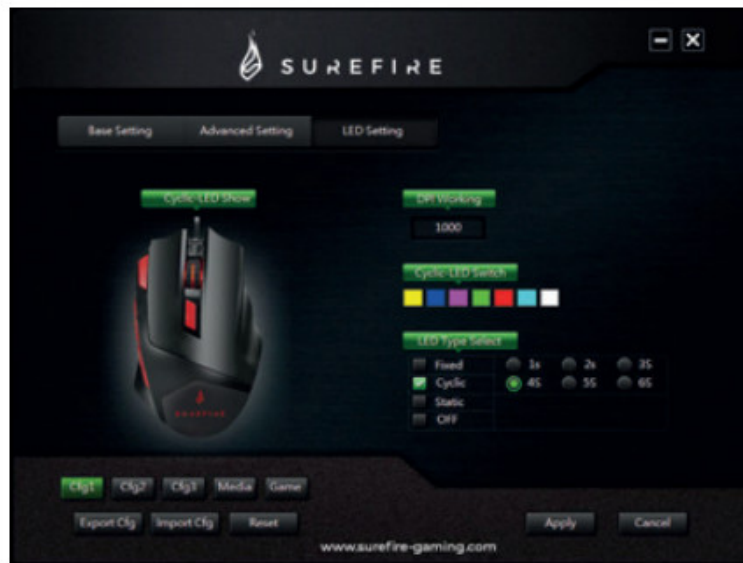 SUREFIRE
Base Setting Advanced Setting LED Setting
Cyclic-LED Show
DPI Working
1000
Cyclic-LED Switch
LED Type Select
Fixed 1s 2s 3S
Cyclic 4S 5S 6S
Static
OFF
SUREFIRE
Cfg1 Cfg2 Cfg3 Media Game
Export Cfg Import Cfg Reset Apply Cancel
www.surefire-gaming.com